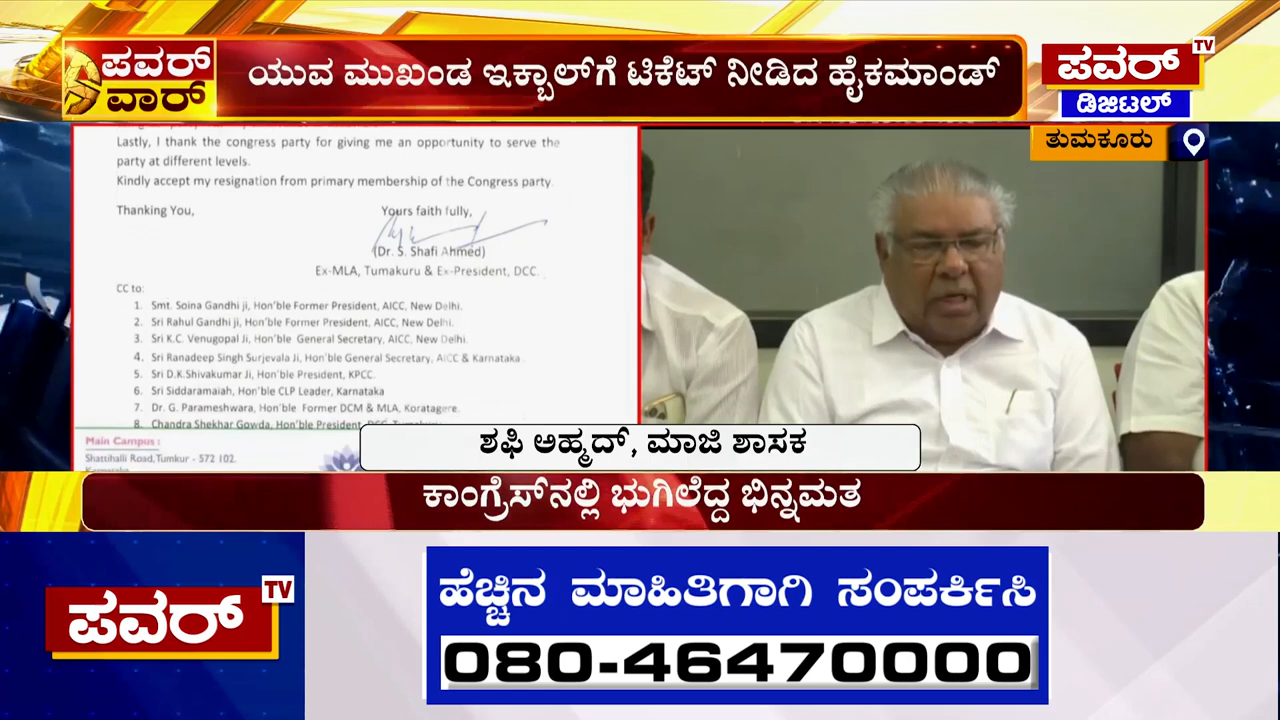 ಪವರ್
ವಾರ್
ಯುವ ಮುಖಂಡ ಇಕ್ಬಾಲ್‌ಗೆ ಟಿಕೆಟ್ ನೀಡಿದ ಹೈಕಮಾಂಡ್
ಪವರ್ TV
ಡಿಜಿಟಲ್
ತುಮಕೂರು
Lastly, I thank the congress party for giving me an opportunity to serve the
party at different levels.
Kindly accept my resignation from primary membership of the Congress party.
Thanking You,
Yours faith fully,
(Dr. S. Shafi Ahmed)
Ex-MLA, Tumakuru & Ex-President, DCC.
CC to:
1. Smt. Soina Gandhi ji, Hon'ble Former President, AICC, New Delhi.
2. Sri Rahul Gandhi ji, Hon'ble Former President, AICC, New Delhi.
3. Sri K.C. Venugopal Ji, Hon'ble General Secretary, AICC, New Delhi.
4. Sri Ranadeep Singh Surjevala Ji, Hon'ble General Secretary, AICC & Karnataka.
5. Sri D.K.Shivakumar Ji, Hon'ble President, KPCC.
6. Sri Siddaramaiah, Hon'ble CLP Leader, Karnataka
7. Dr. G. Parameshwara, Hon'ble Former DCM & MLA, Koratagere.
8. Chandra Shekhar Gowda, Hon'ble President,
Main Campus :
Shattihalli Road, Tumkur - 572 102.
ಶಫಿ ಅಹ್ಮದ್, ಮಾಜಿ ಶಾಸಕ
ಕಾಂಗ್ರೆಸ್‌ನಲ್ಲಿ ಭುಗಿಲೆದ್ದ ಭಿನ್ನಮತ
ಪವರ್ TV
ಹೆಚ್ಚಿನ ಮಾಹಿತಿಗಾಗಿ ಸಂಪರ್ಕಿಸಿ
080-46470000